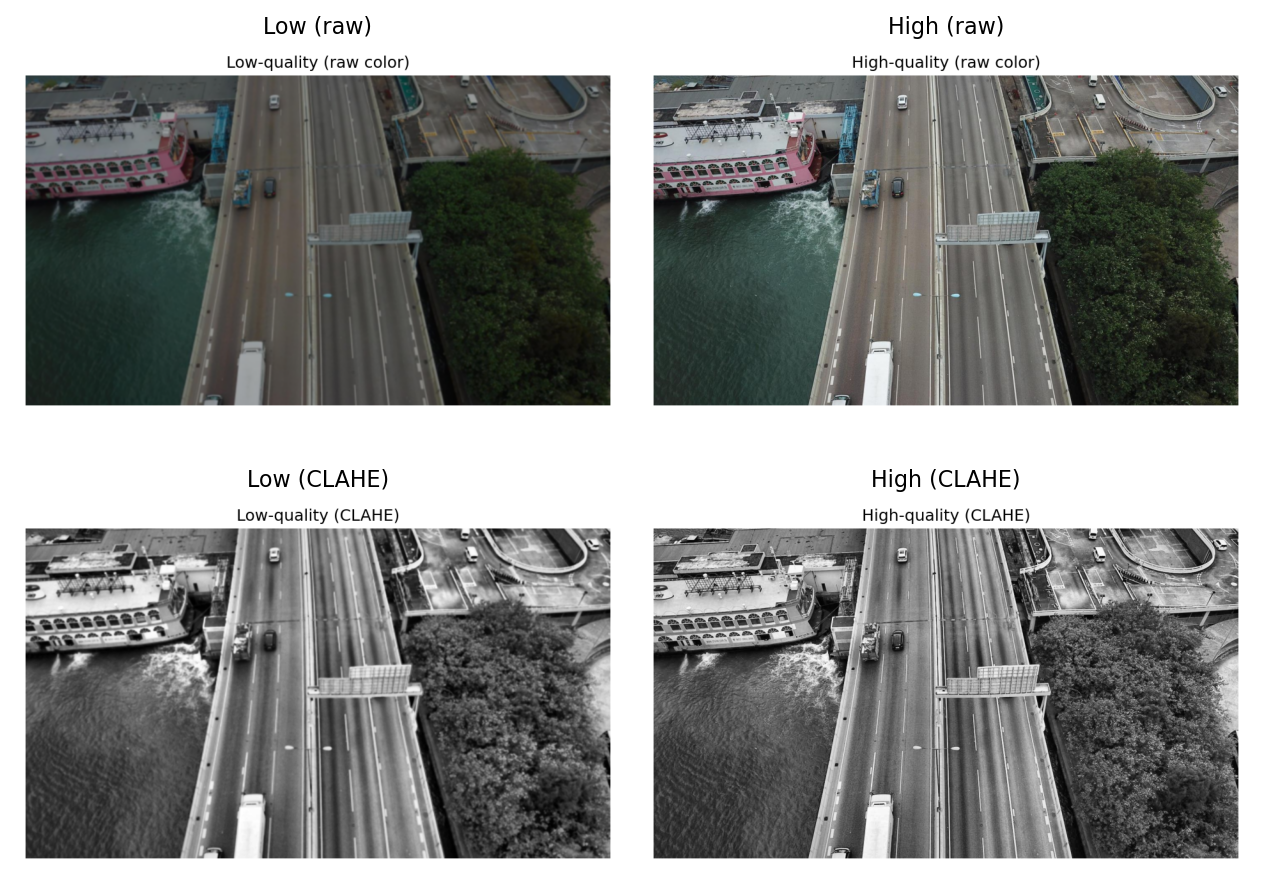 Low (raw)
High (raw)
Low-quality (raw color)
High-quality (raw color)
Low (CLAHE)
High (CLAHE)
Low-quality (CLAHE)
High-quality (CLAHE)